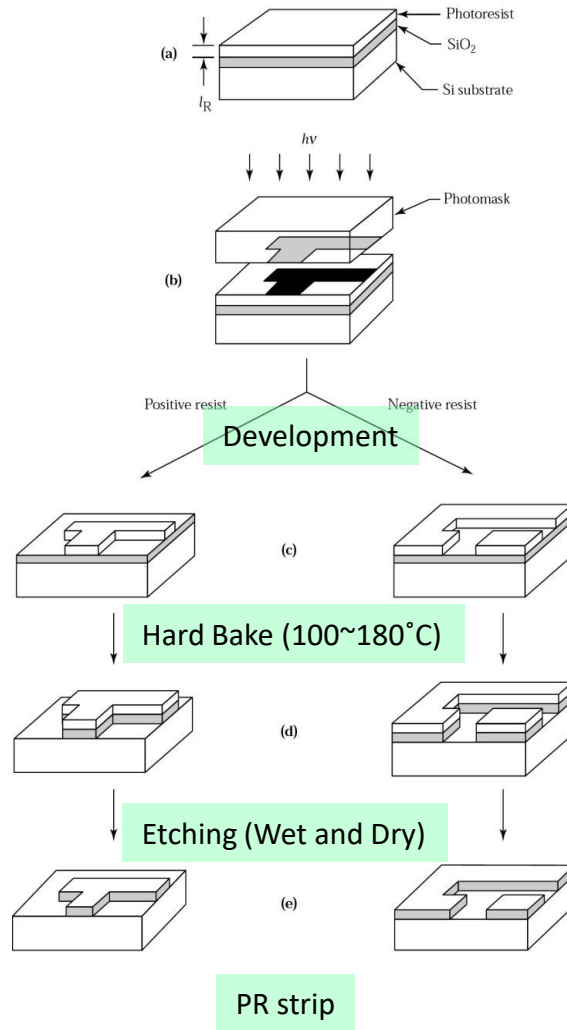 Photoresist
(a)
SiO₂
l_R
Si substrate
hν
Photomask
(b)
Positive resist
Negative resist
Development
(c)
Hard Bake (100~180˚C)
(d)
Etching (Wet and Dry)
(e)
PR strip